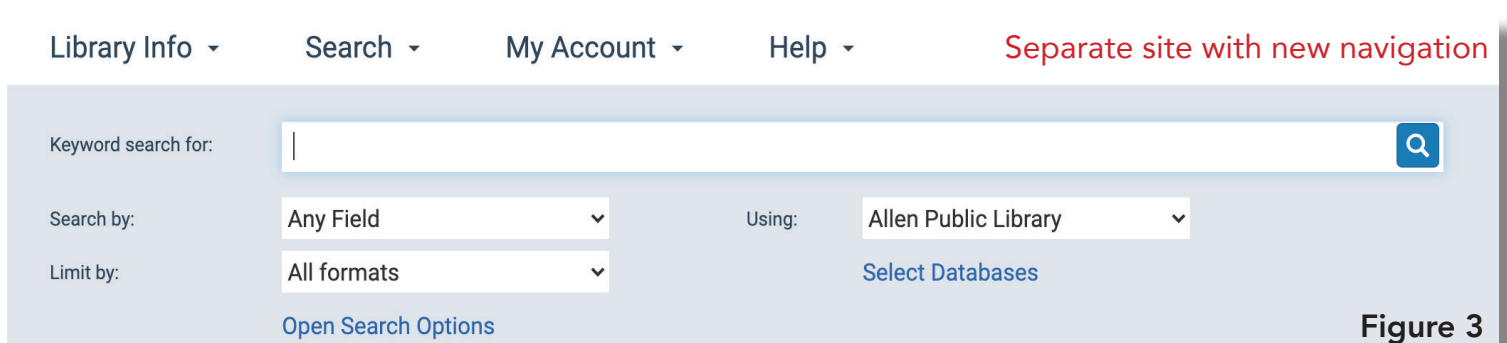 Library Info Search My Account Help Separate site with new navigation
Keyword search for:
Search by: Any Field Using: Allen Public Library
Limit by: All formats Select Databases
Open Search Options Figure 3